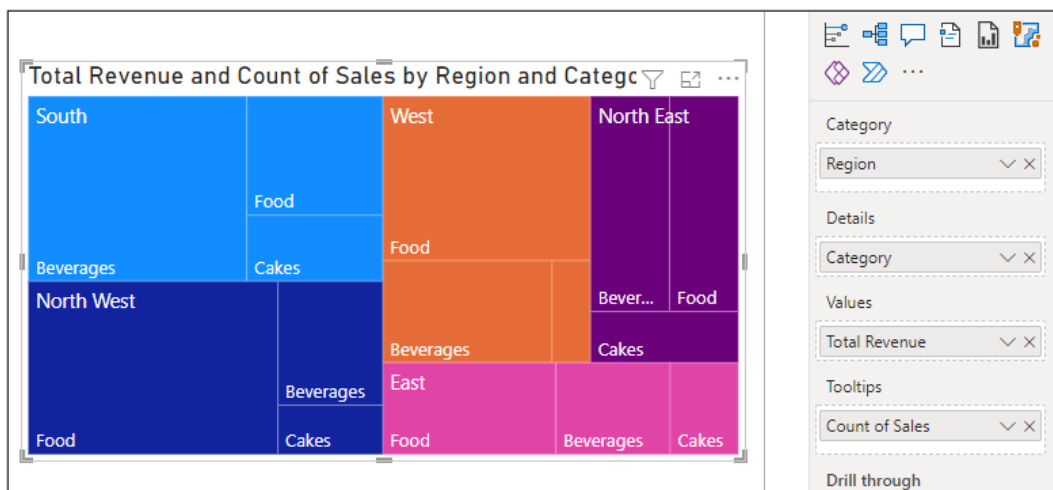 Total Revenue and Count of Sales by Region and Catego
South
Food
Beverages
Cakes
North West
Beverages
Food
Cakes
West
Food
Beverages
North East
Bever...
Food
Cakes
East
Food
Beverages
Cakes
Category
Region
Details
Category
Values
Total Revenue
Tooltips
Count of Sales
Drill through